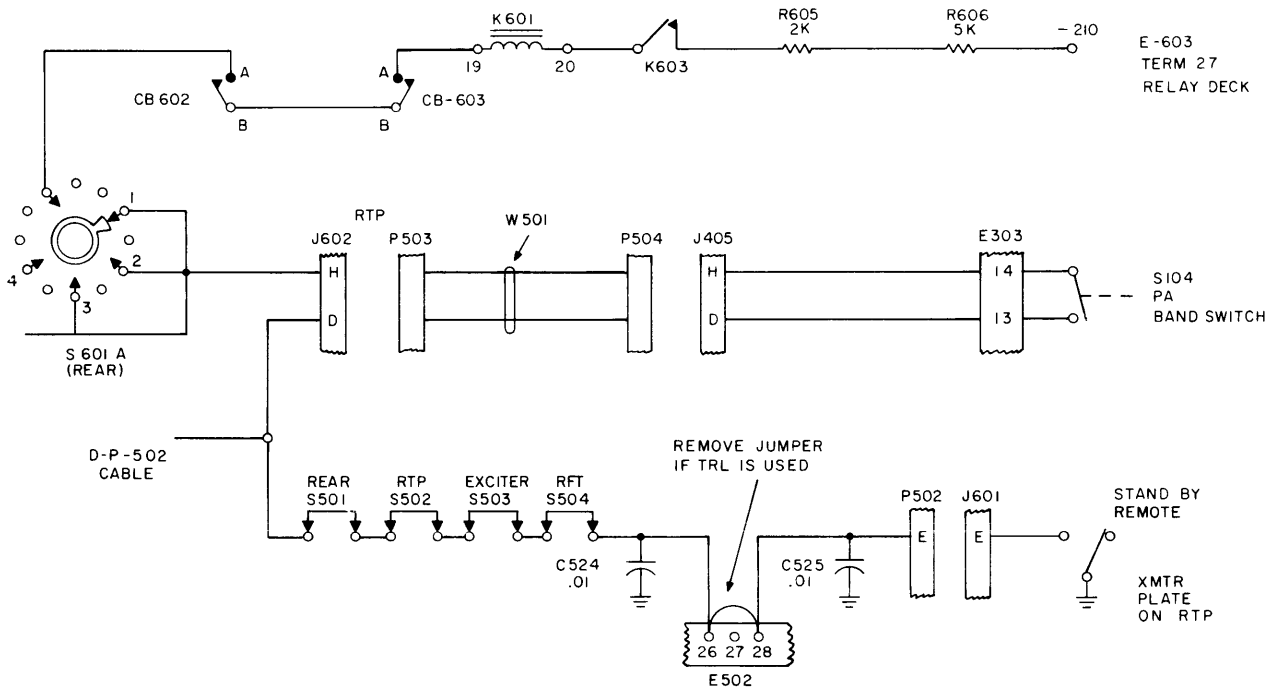 K601
R605
2K
R606
5K
-210
E-603
TERM 27
RELAY DECK
A
A
19
20
K603
CB602
CB-603
B
B
1
2
3
4
S 601 A
(REAR)
RTP
J602
P503
W501
P504
J405
E303
H
D
H
D
14
13
S104
PA
BAND SWITCH
D-P-502
CABLE
REMOVE JUMPER
IF TRL IS USED
REAR
S501
RTP
S502
EXCITER
S503
RFT
S504
C524
.01
C525
.01
P502
J601
E
E
STAND BY
REMOTE
XMTR
PLATE
ON RTP
26 27 28
E502